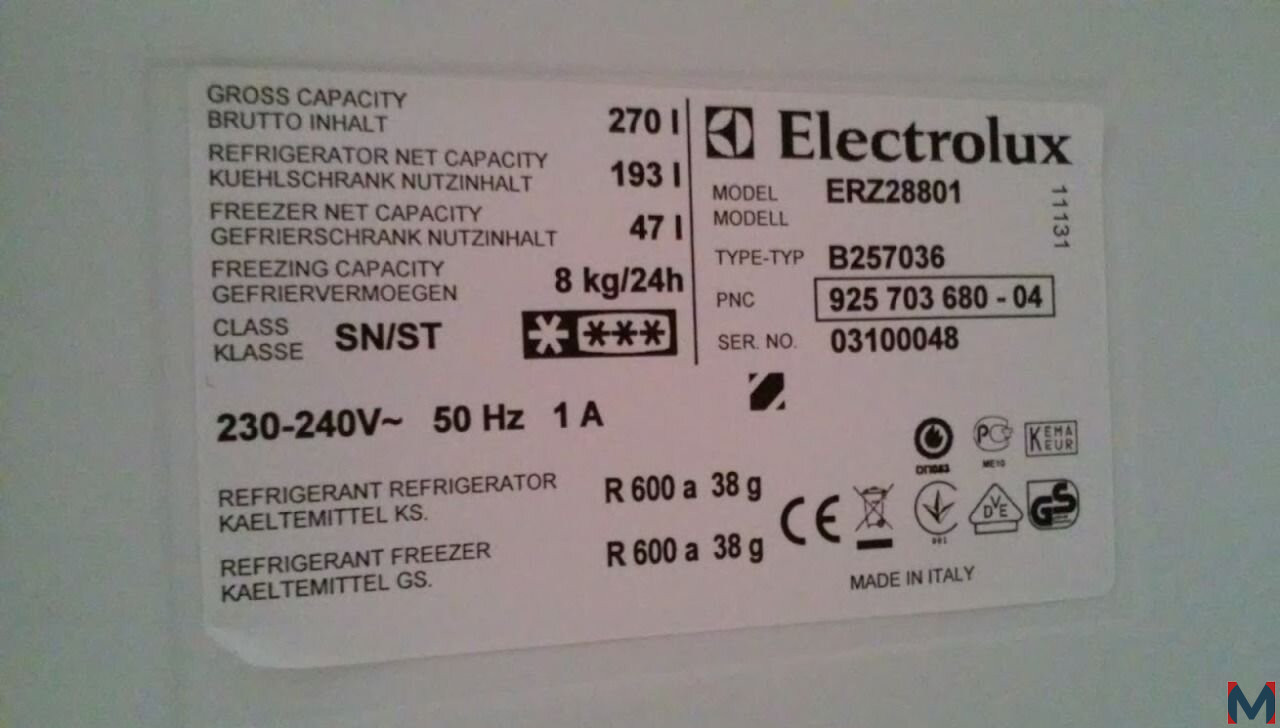 GROSS CAPACITY
BRUTTO INHALT
270 l
REFRIGERATOR NET CAPACITY
KUEHLSCHRANK NUTZINHALT
193 l
FREEZER NET CAPACITY
GEFRIERSCHRANK NUTZINHALT
47 l
FREEZING CAPACITY
GEFRIERVERMOEGEN
8 kg/24h
CLASS
KLASSE
SN/ST
Electrolux
MODEL
MODELL
ERZ28801
11131
TYPE-TYP B257036
PNC 925 703 680 - 04
SER. NO. 03100048
230-240V~ 50 Hz 1 A
REFRIGERANT REFRIGERATOR
KAELTEMITTEL KS.
R 600 a 38 g
REFRIGERANT FREEZER
KAELTEMITTEL GS.
R 600 a 38 g
ME10
KEMA
EUR
CE
VDE
GS
MADE IN ITALY
M